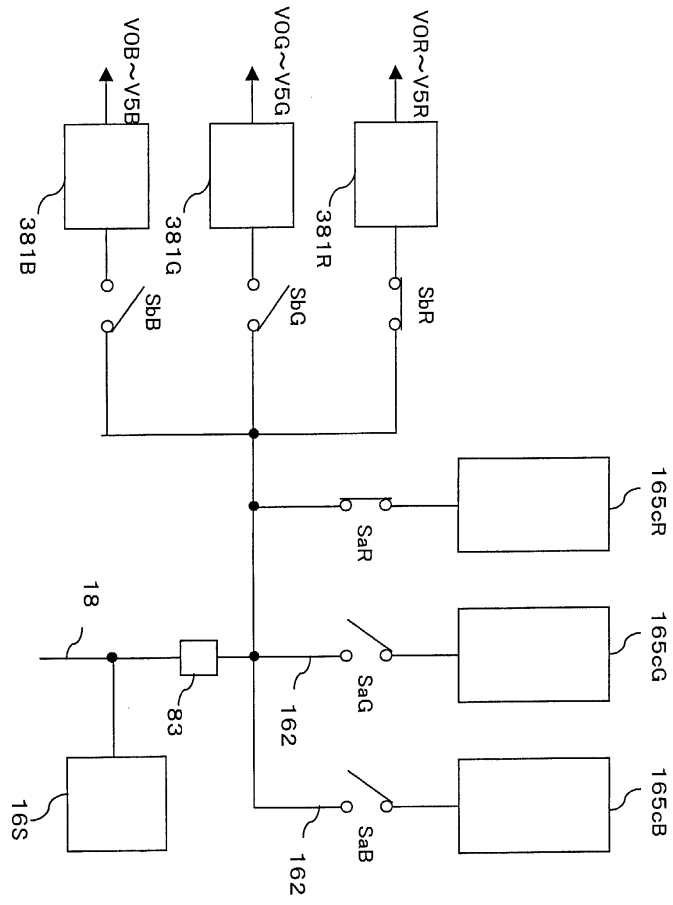 V0R~V5R
381R
SbR
V0G~V5G
381G
SbG
V0B~V5B
381B
SbB
165cR
SaR
165cG
SaG
162
165cB
SaB
162
83
18
16S